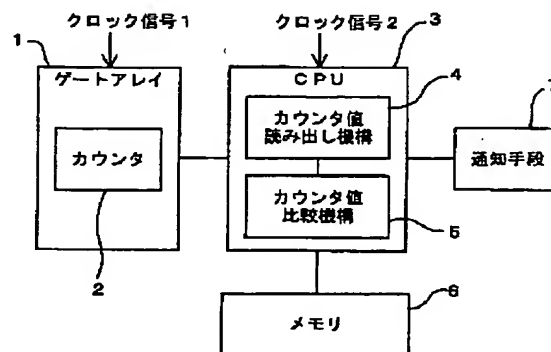 クロック信号1
クロック信号2
1
3
ゲートアレイ
CPU
4
カウンタ値
読み出し機構
7
カウンタ
通知手段
カウンタ値
比較機構
5
2
6
メモリ